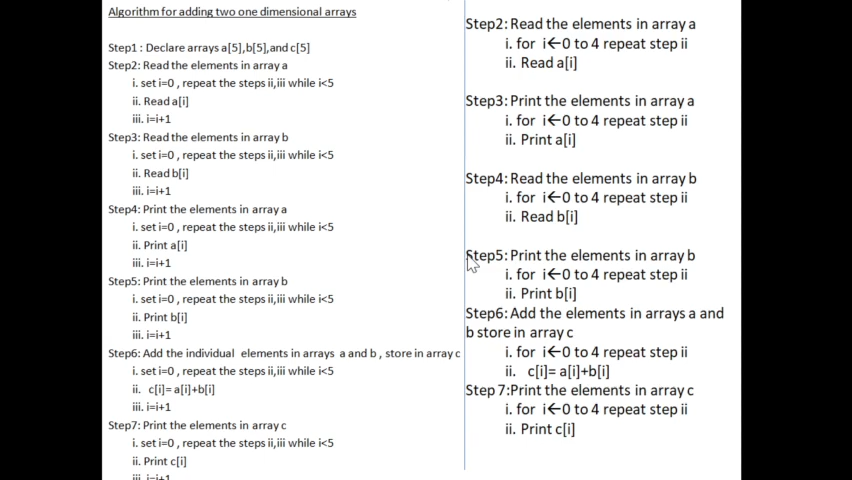 Algorithm for adding two one dimensional arrays
Step1 : Declare arrays a[5],b[5],and c[5]
Step2: Read the elements in array a
i. set i=0 , repeat the steps ii,iii while i<5
ii. Read a[i]
iii. i=i+1
Step3: Read the elements in array b
i. set i=0 , repeat the steps ii,iii while i<5
ii. Read b[i]
iii. i=i+1
Step4: Print the elements in array a
i. set i=0 , repeat the steps ii,iii while i<5
ii. Print a[i]
iii. i=i+1
Step5: Print the elements in array b
i. set i=0 , repeat the steps ii,iii while i<5
ii. Print b[i]
iii. i=i+1
Step6: Add the individual elements in arrays a and b , store in array c
i. set i=0 , repeat the steps ii,iii while i<5
ii. c[i]= a[i]+b[i]
iii. i=i+1
Step7: Print the elements in array c
i. set i=0 , repeat the steps ii,iii while i<5
ii. Print c[i]
iii. i=i+1
Step2: Read the elements in array a
i. for i←0 to 4 repeat step ii
ii. Read a[i]
Step3: Print the elements in array a
i. for i←0 to 4 repeat step ii
ii. Print a[i]
Step4: Read the elements in array b
i. for i←0 to 4 repeat step ii
ii. Read b[i]
Step5: Print the elements in array b
i. for i←0 to 4 repeat step ii
ii. Print b[i]
Step6: Add the elements in arrays a and
b store in array c
i. for i←0 to 4 repeat step ii
ii. c[i]= a[i]+b[i]
Step 7:Print the elements in array c
i. for i←0 to 4 repeat step ii
ii. Print c[i]